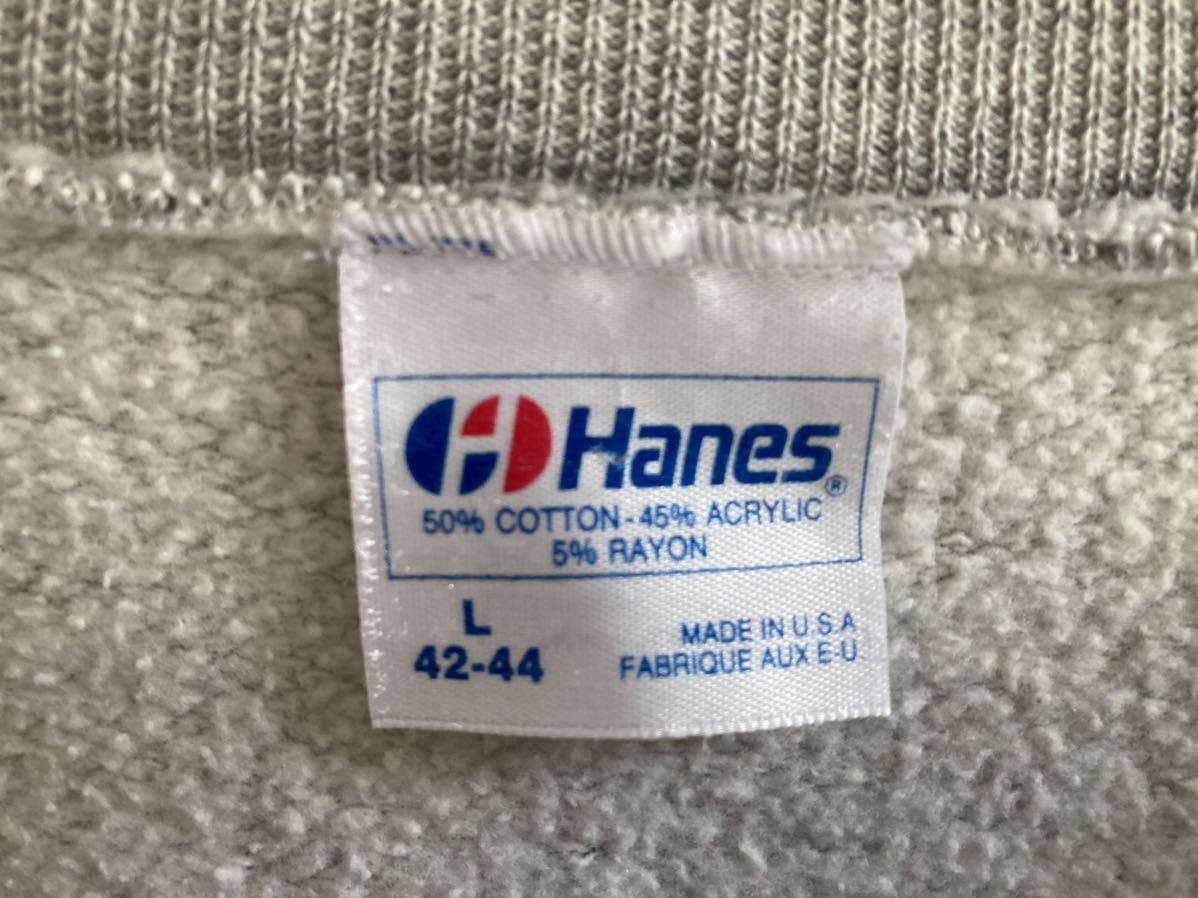 Hanes®
50% COTTON - 45% ACRYLIC
5% RAYON
L
42-44
MADE IN U.S.A
FABRIQUE AUX E-U